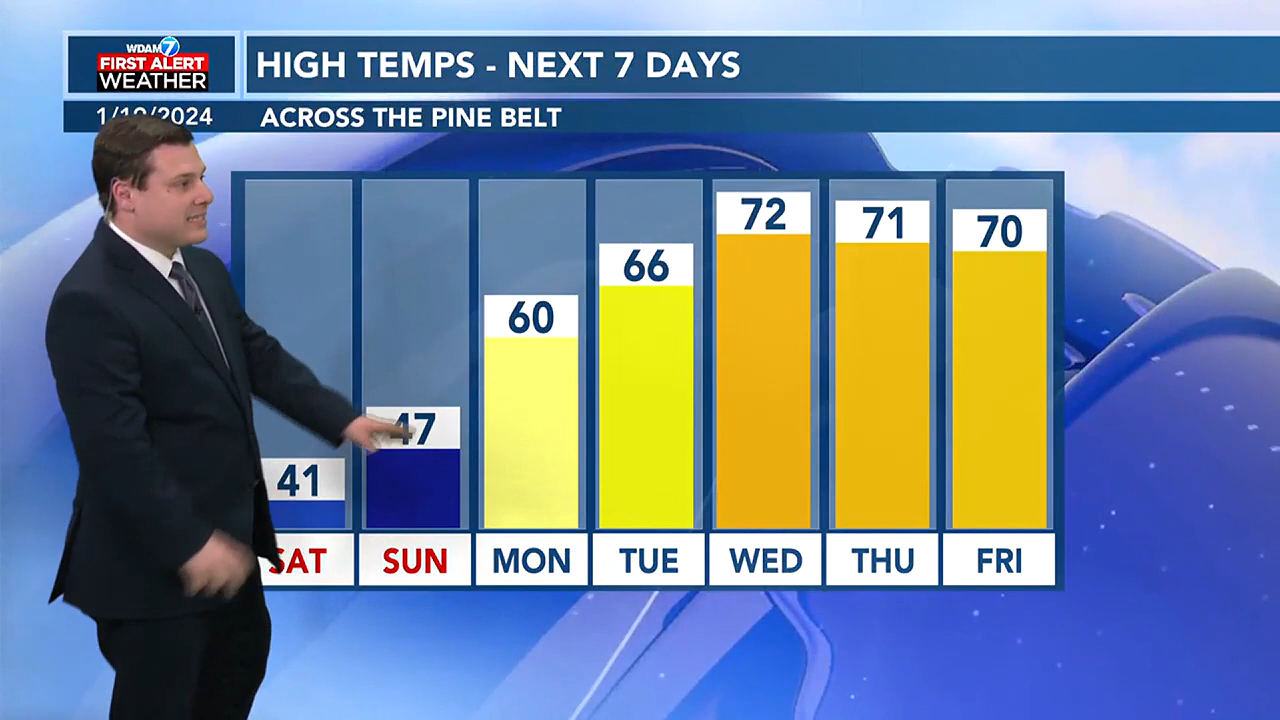 WDAM 7
FIRST ALERT
WEATHER
HIGH TEMPS - NEXT 7 DAYS
ACROSS THE PINE BELT
72
71
70
66
60
47
41
SAT SUN MON TUE WED THU FRI